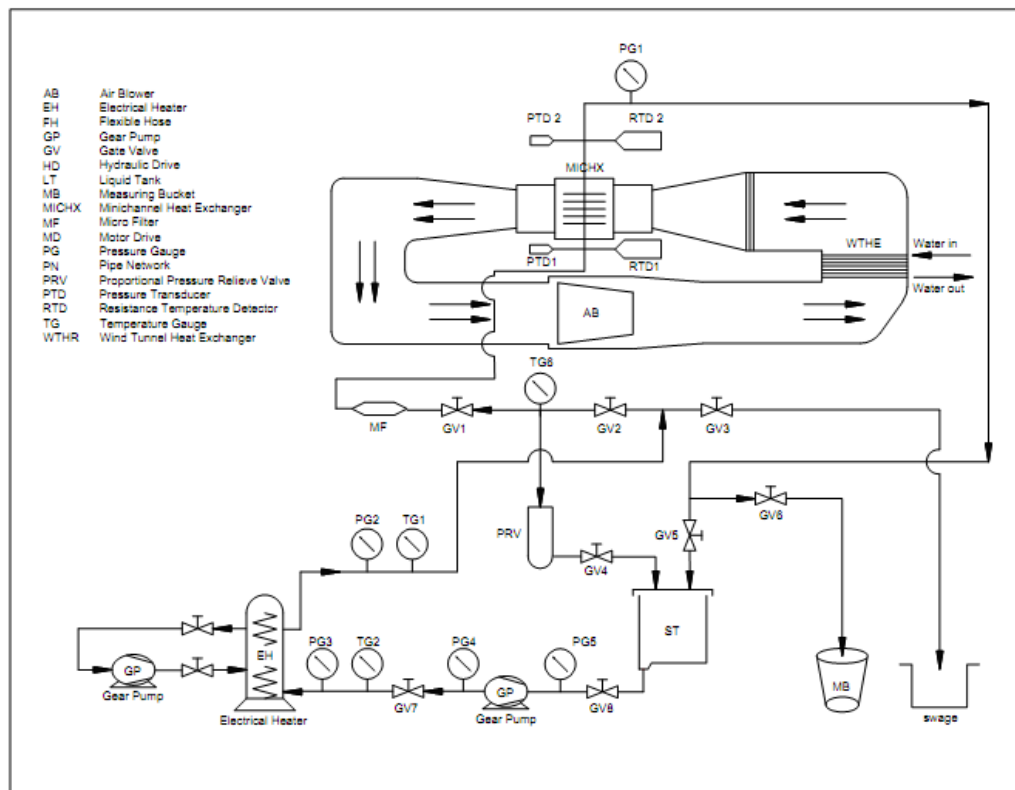 AB Air Blower
EH Electrical Heater
FH Flexible Hose
GP Gear Pump
GV Gate Valve
HD Hydraulic Drive
LT Liquid Tank
MB Measuring Bucket
MICHX Minichannel Heat Exchanger
MF Micro Filter
MD Motor Drive
PG Pressure Gauge
PN Pipe Network
PRV Proportional Pressure Relieve Valve
PTD Pressure Transducer
RTD Resistance Temperature Detector
TG Temperature Gauge
WTHR Wind Tunnel Heat Exchanger
PG1
PTD 2
RTD 2
MICHX
WTHE
Water in
Water out
PTD1
RTD1
AB
TG6
MF
GV1
GV2
GV3
PG2
TG1
PRV
GV4
GV5
GV6
EH
GP
Gear Pump
Electrical Heater
PG3
TG2
GV7
PG4
GP
Gear Pump
PG5
GV8
ST
MB
swage